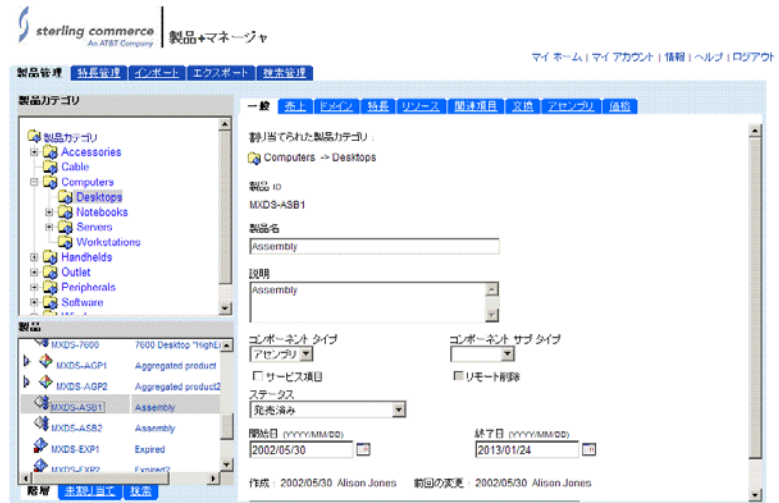 sterling commerce
An AT&T Company
製品+マネージャ
マイ ホーム | マイ アカウント | 情報 | ヘルプ | ログアウト
製品管理 特長管理 インポート エクスポート 検索管理
製品カテゴリ
製品カテゴリ
Accessories
Cable
Computers
Desktops
Notebooks
Servers
Workstations
Handhelds
Outlet
Peripherals
Software
製品
MXDS-7600 7600 Desktop "HighEn
MXDS-AGP1 Aggregated product
MXDS-AGP2 Aggregated product2
MXDS-ASB1 Assembly
MXDS-ASB2 Assembly
MXDS-EXP1 Expired
MXDS-EXP2 Expired2
階層 未割り当て 検索
一般 売上 ドメイン 特長 リソース 関連項目 交換 アセンブリ 価格
割り当てられた製品カテゴリ :
Computers -> Desktops
製品 ID
MXDS-ASB1
製品名
Assembly
説明
Assembly
コンポーネント タイプ コンポーネント サブ タイプ
アセンブリ
サービス項目 リモート削除
ステータス
発売済み
開始日 (YYYY/MM/DD) 終了日 (YYYY/MM/DD)
2002/05/30 2013/01/24
作成 : 2002/05/30 Alison Jones 前回の変更 : 2002/05/30 Alison Jones